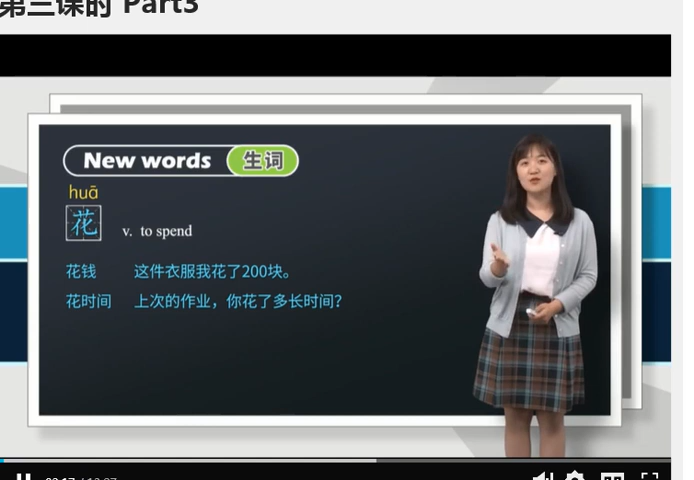 第三课时 Part3
New words 生词
huā
花 v. to spend
花钱 这件衣服我花了200块。
花时间 上次的作业，你花了多长时间？